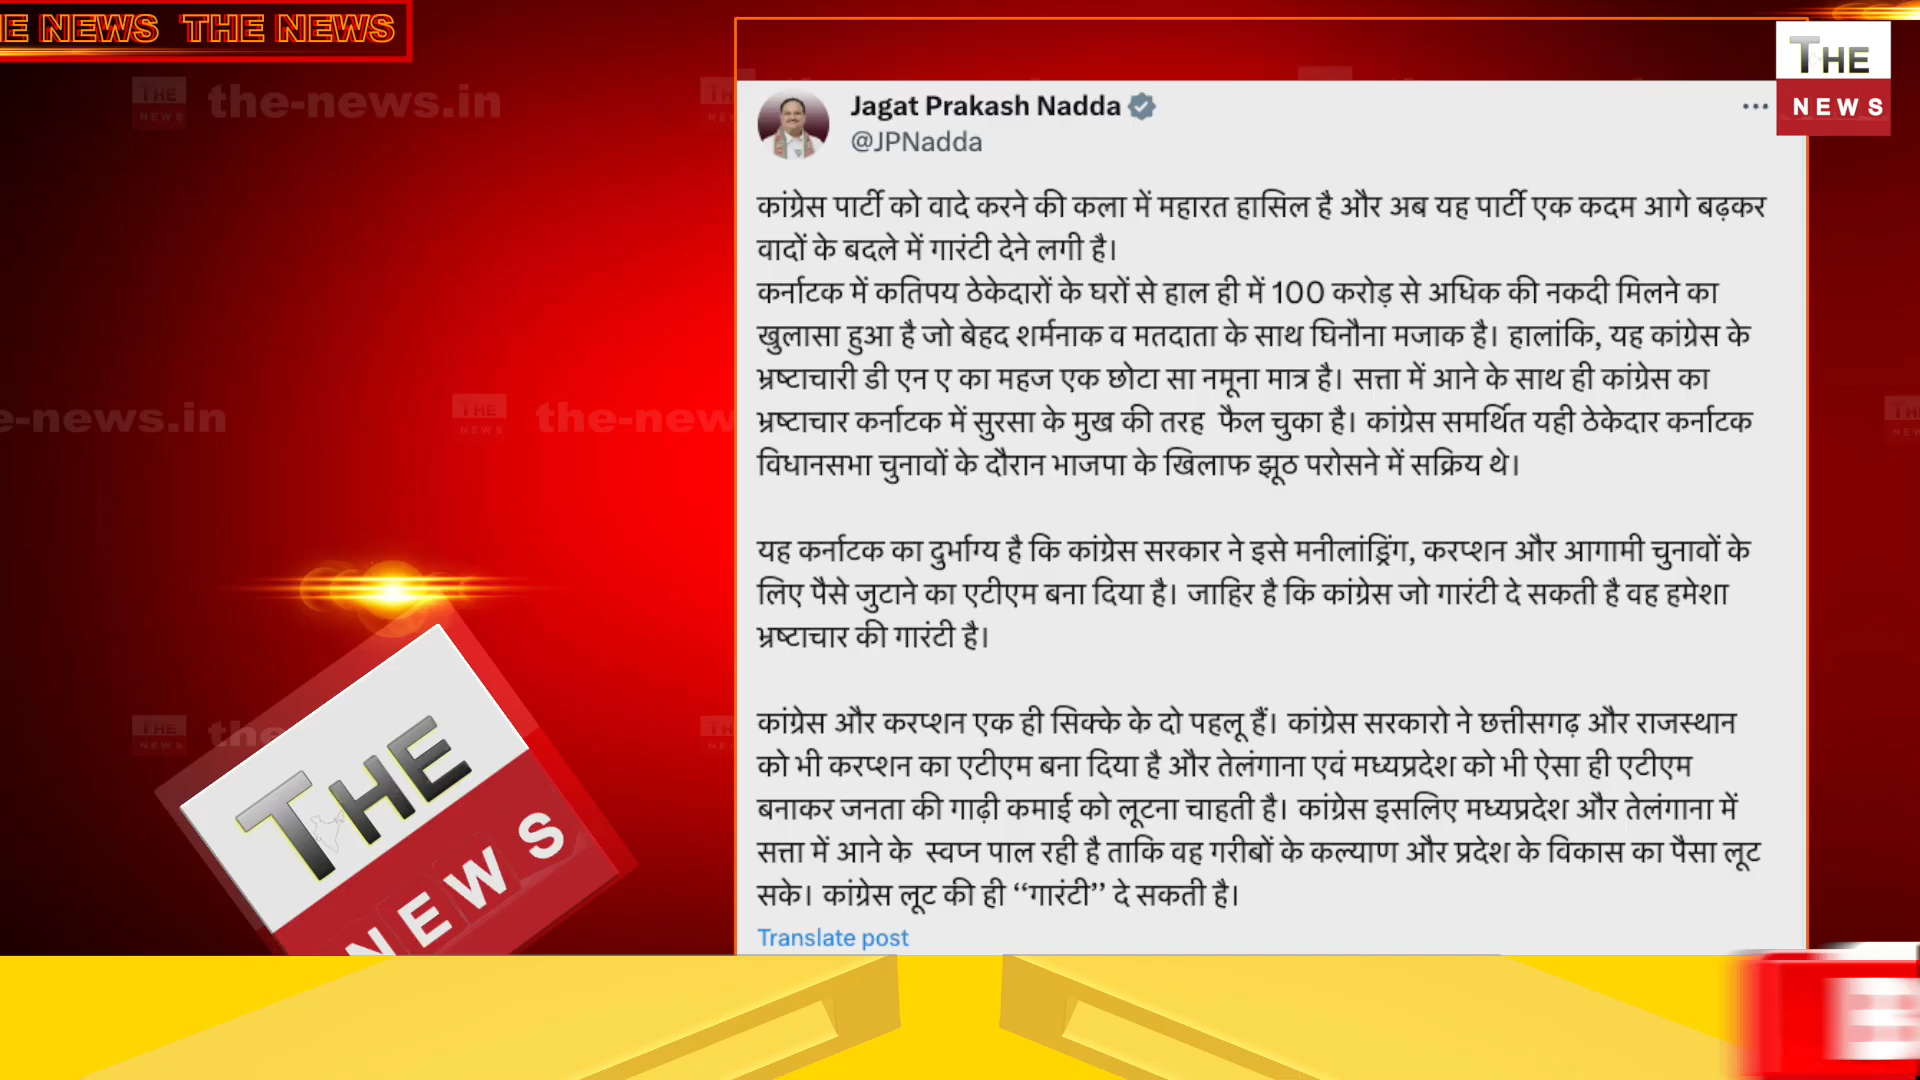 E NEWS THE NEWS
THE NEWS the-news.in
THE
NEWS
Jagat Prakash Nadda
@JPNadda
कांग्रेस पार्टी को वादे करने की कला में महारत हासिल है और अब यह पार्टी एक कदम आगे बढ़कर
वादों के बदले में गारंटी देने लगी है।
कर्नाटक में कतिपय ठेकेदारों के घरों से हाल ही में 100 करोड़ से अधिक की नकदी मिलने का
खुलासा हुआ है जो बेहद शर्मनाक व मतदाता के साथ घिनौना मजाक है। हालांकि, यह कांग्रेस के
भ्रष्टाचारी डी एन ए का महज एक छोटा सा नमूना मात्र है। सत्ता में आने के साथ ही कांग्रेस का
भ्रष्टाचार कर्नाटक में सुरसा के मुख की तरह फैल चुका है। कांग्रेस समर्थित यही ठेकेदार कर्नाटक
विधानसभा चुनावों के दौरान भाजपा के खिलाफ झूठ परोसने में सक्रिय थे।
यह कर्नाटक का दुर्भाग्य है कि कांग्रेस सरकार ने इसे मनीलांड्रिंग, करप्शन और आगामी चुनावों के
लिए पैसे जुटाने का एटीएम बना दिया है। जाहिर है कि कांग्रेस जो गारंटी दे सकती है वह हमेशा
भ्रष्टाचार की गारंटी है।
कांग्रेस और करप्शन एक ही सिक्के के दो पहलू हैं। कांग्रेस सरकारो ने छत्तीसगढ़ और राजस्थान
को भी करप्शन का एटीएम बना दिया है और तेलंगाना एवं मध्यप्रदेश को भी ऐसा ही एटीएम
बनाकर जनता की गाढ़ी कमाई को लूटना चाहती है। कांग्रेस इसलिए मध्यप्रदेश और तेलंगाना में
सत्ता में आने के स्वप्न पाल रही है ताकि वह गरीबों के कल्याण और प्रदेश के विकास का पैसा लूट
सके। कांग्रेस लूट की ही “गारंटी” दे सकती है।
Translate post
e-news.in
THE NEWS the-new
THE NEWS the
THE
NEWS